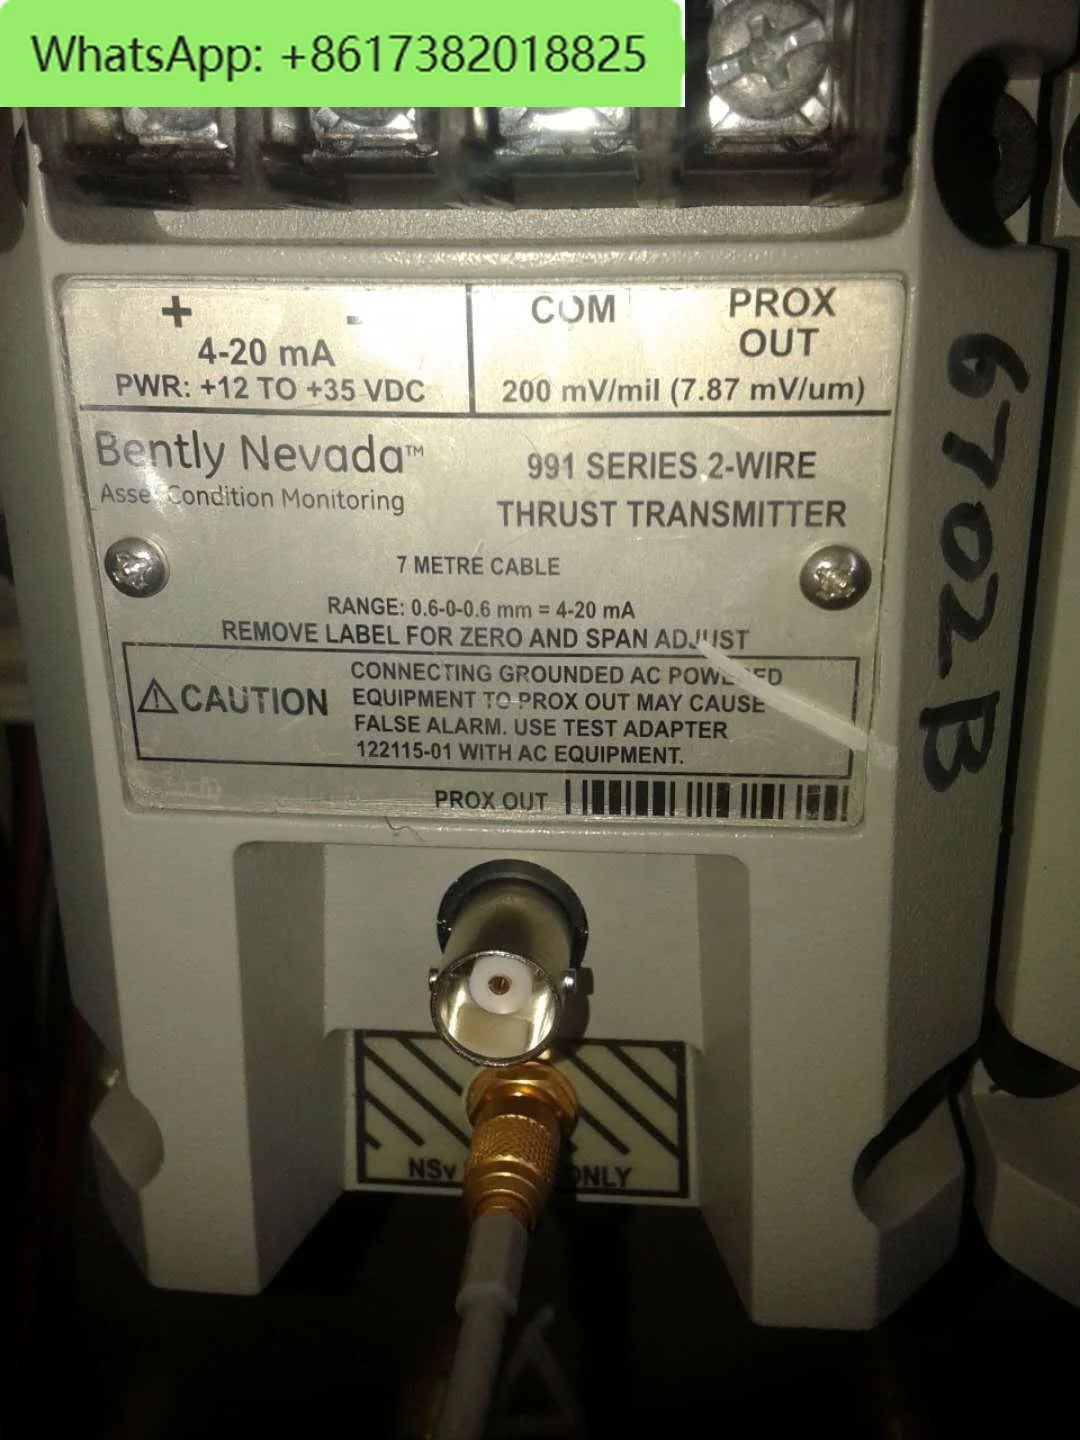 WhatsApp: +8617382018825
+ -
4-20 mA
PWR: +12 TO +35 VDC
COM
PROX
OUT
200 mV/mil (7.87 mV/um)
Bently Nevada™
Asset Condition Monitoring
991 SERIES 2-WIRE
THRUST TRANSMITTER
7 METRE CABLE
RANGE: 0.6-0-0.6 mm = 4-20 mA
REMOVE LABEL FOR ZERO AND SPAN ADJUST
CAUTION
CONNECTING GROUNDED AC POWERED
EQUIPMENT TO PROX OUT MAY CAUSE
FALSE ALARM. USE TEST ADAPTER
122115-01 WITH AC EQUIPMENT.
PROX OUT
NSv ONLY
6702B